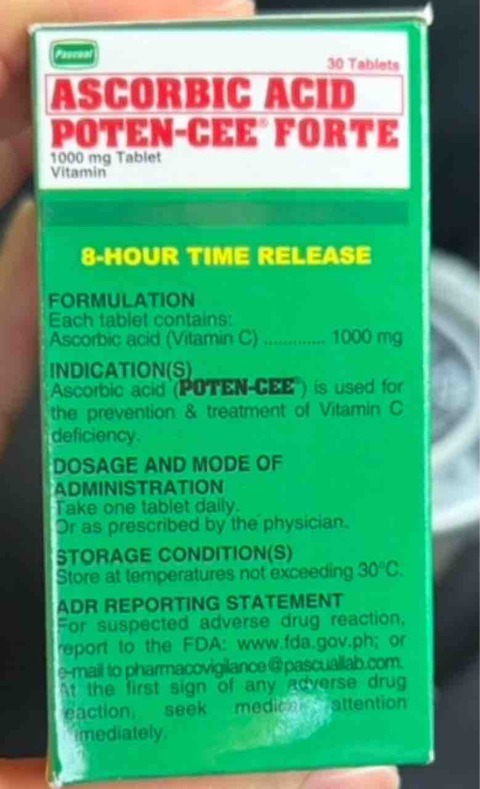 Pascual
30 Tablets
ASCORBIC ACID
POTEN-CEE® FORTE
1000 mg Tablet
Vitamin
8-HOUR TIME RELEASE
FORMULATION
Each tablet contains:
Ascorbic acid (Vitamin C) ............. 1000 mg
INDICATION(S)
Ascorbic acid (POTEN-CEE®) is used for
the prevention & treatment of Vitamin C
deficiency.
DOSAGE AND MODE OF
ADMINISTRATION
Take one tablet daily.
Or as prescribed by the physician.
STORAGE CONDITION(S)
Store at temperatures not exceeding 30°C.
ADR REPORTING STATEMENT
For suspected adverse drug reaction,
report to the FDA: www.fda.gov.ph; or
e-mail to pharmacovigilance@pascuallab.com.
At the first sign of any adverse drug
reaction, seek medical attention
immediately.